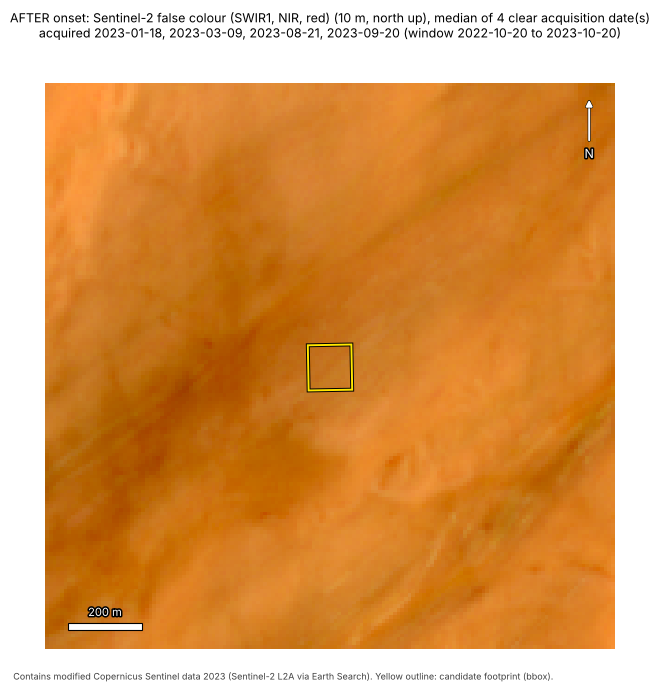 AFTER onset: Sentinel-2 false colour (SWIR1, NIR, red) (10 m, north up), median of 4 clear acquisition date(s)
acquired 2023-01-18, 2023-03-09, 2023-08-21, 2023-09-20 (window 2022-10-20 to 2023-10-20)
N
200 m
Contains modified Copernicus Sentinel data 2023 (Sentinel-2 L2A via Earth Search). Yellow outline: candidate footprint (bbox).